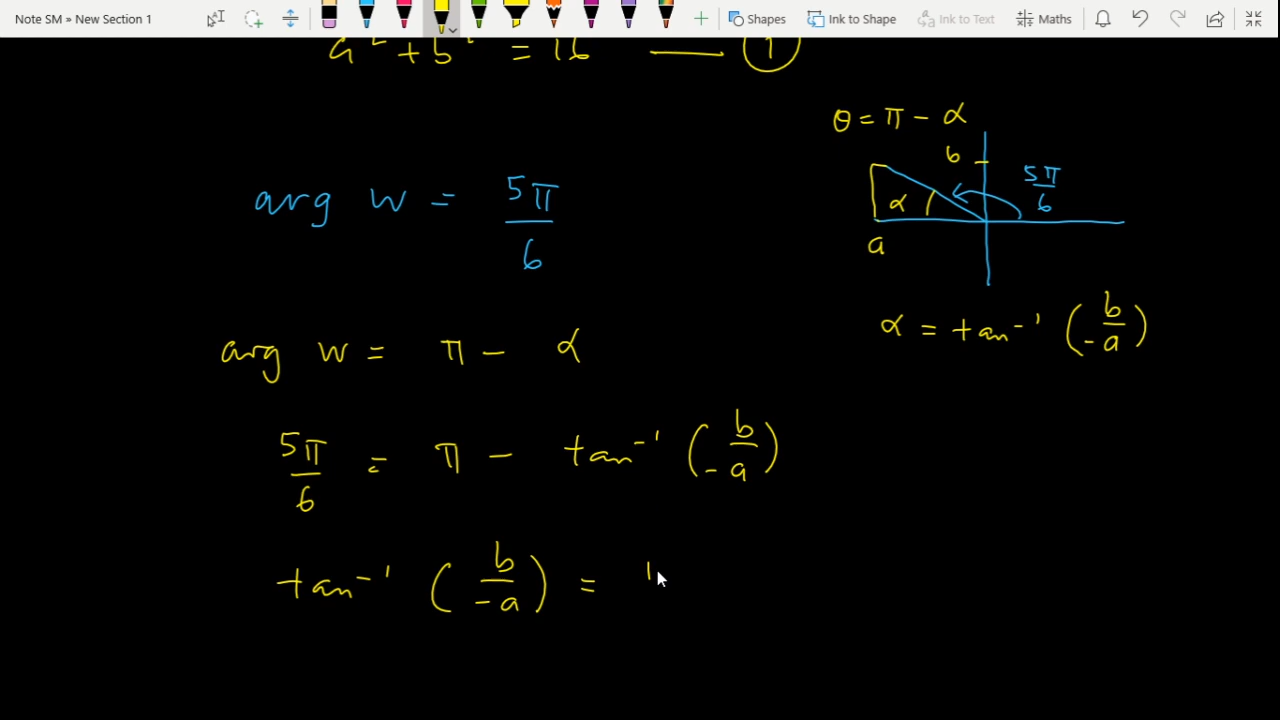 Note SM » New Section 1
Shapes
Ink to Shape
Ink to Text
Maths
a² + b² = 16 — ①
θ = π - α
b
5π/6
α
a
arg w = 5π/6
α = tan⁻¹ (b/-a)
arg w = π - α
5π/6 = π - tan⁻¹ (b/-a)
tan⁻¹ (b/-a) =